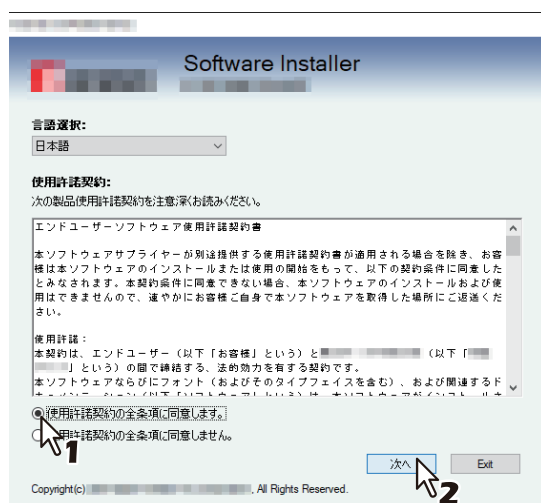 Software Installer
言語選択:
日本語
使用許諾契約:
次の製品使用許諾契約を注意深くお読みください。
エンドユーザーソフトウェア使用許諾契約書
本ソフトウェアサプライヤーが別途提供する使用許諾契約書が適用される場合を除き、お客
様は本ソフトウェアのインストールまたは使用の開始をもって、以下の契約条件に同意した
とみなされます。本契約条件に同意できない場合、本ソフトウェアのインストールおよび使
用はできませんので、速やかにお客様ご自身で本ソフトウェアを取得した場所にご返送くだ
さい。
使用許諾：
本契約は、エンドユーザー（以下「お客様」という）と （以下「
」という）の間で締結する、法的効力を有する契約です。
本ソフトウェアならびにフォント（およびそのタイプフェイスを含む）、および関連するド
使用許諾契約の全条項に同意します。
使用許諾契約の全条項に同意しません。
1
次へ
Exit
2
Copyright(c) , All Rights Reserved.